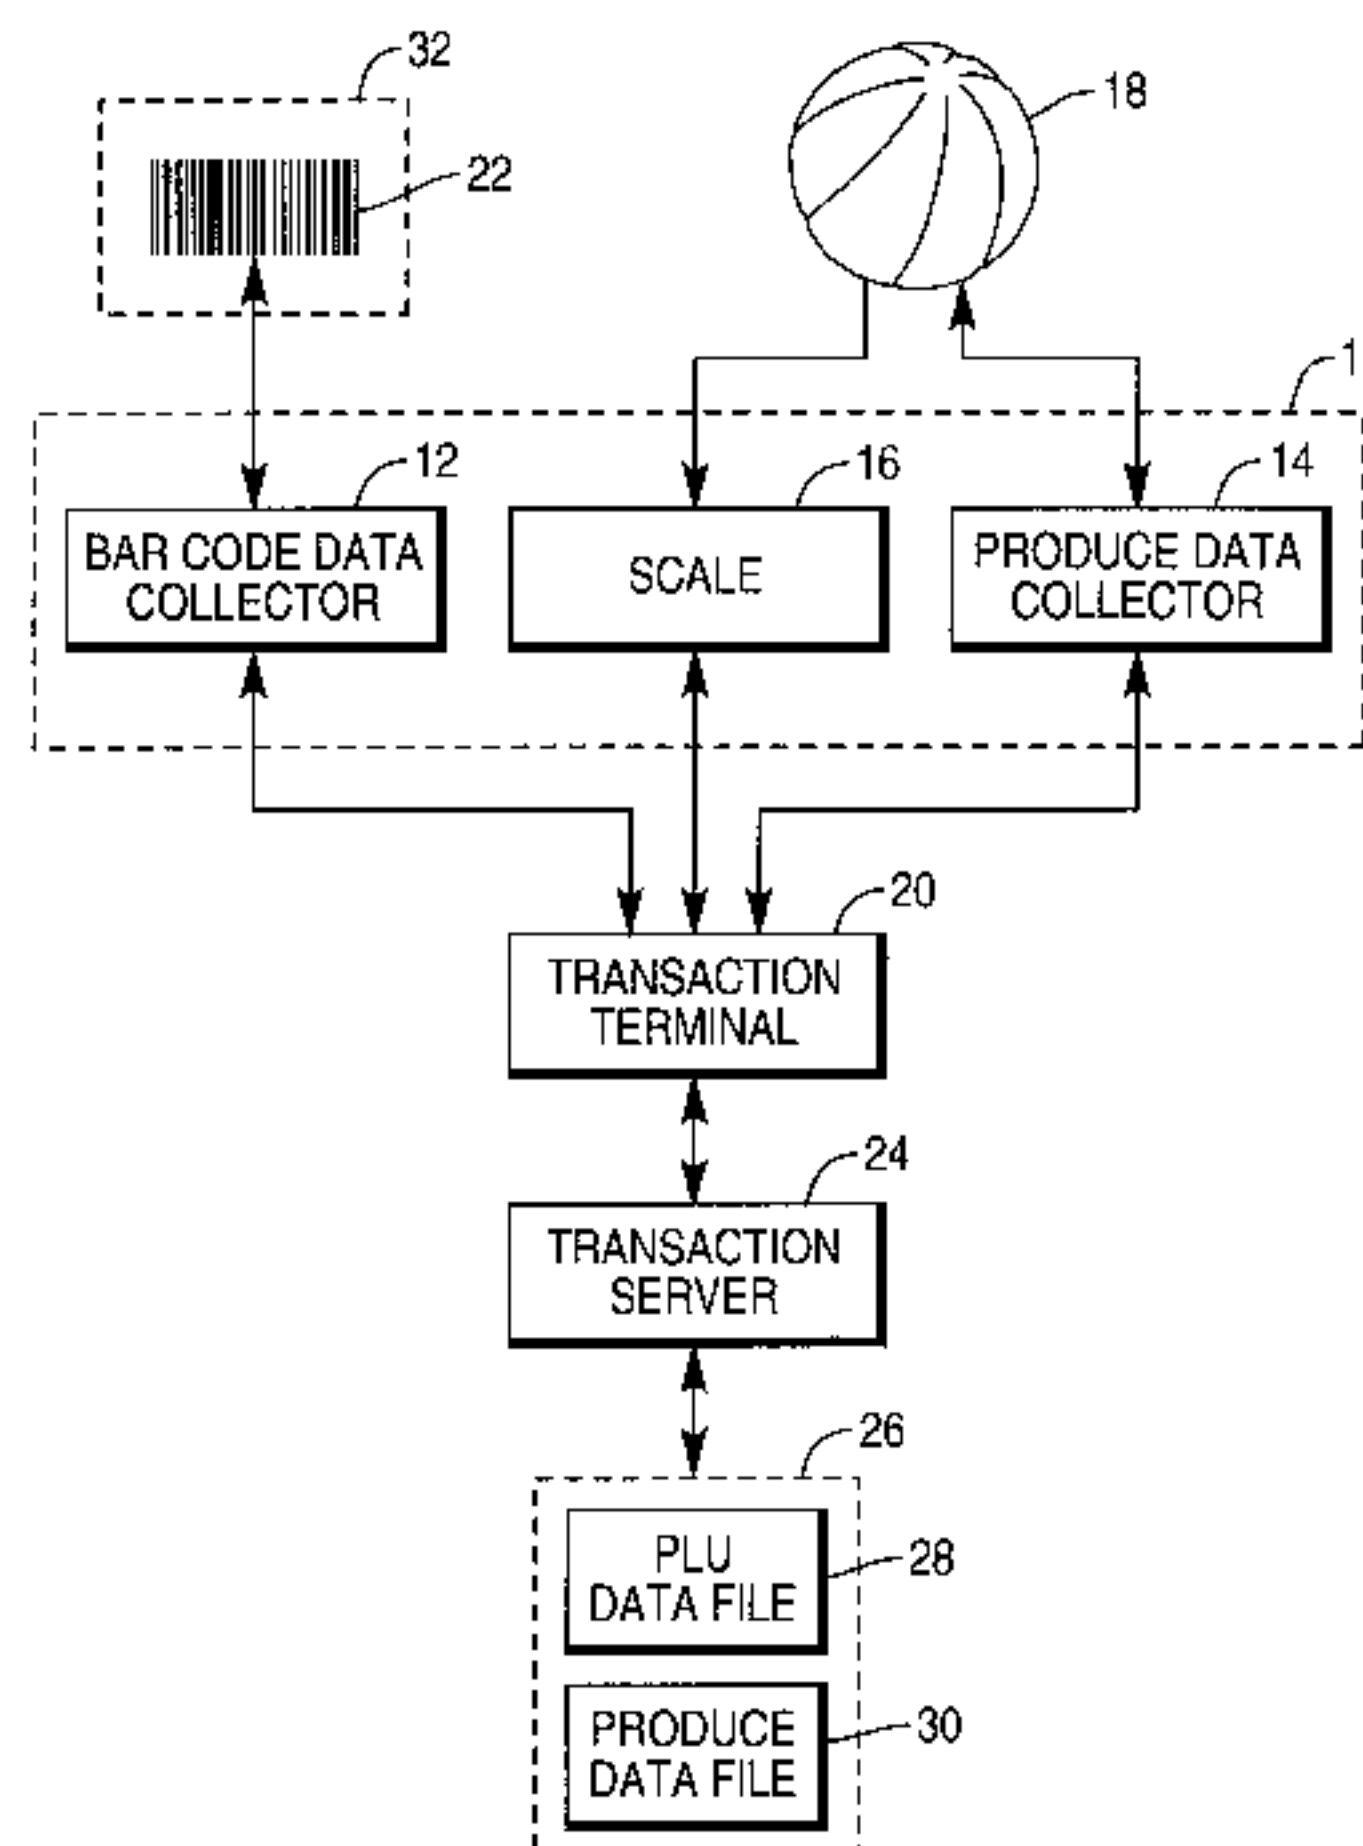 32
18
22
1
12
16
14
BAR CODE DATA
COLLECTOR
SCALE
PRODUCE DATA
COLLECTOR
20
TRANSACTION
TERMINAL
24
TRANSACTION
SERVER
26
PLU
DATA FILE
28
PRODUCE
DATA FILE
30